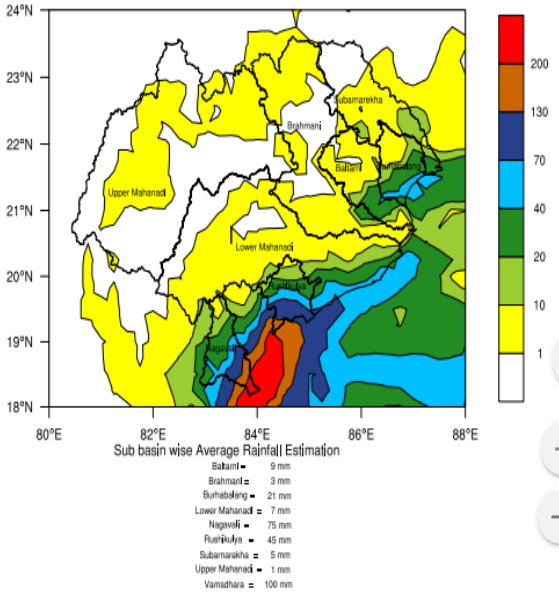 24°N
23°N
22°N
21°N
20°N
19°N
18°N
80°E 82°E 84°E 86°E 88°E
200
130
70
40
20
10
1
Subarnarekha
Brahmani
Baitarni
Upper Mahanadi
Lower Mahanadi
Rushikulya
Nagavali
Sub basin wise Average Rainfall Estimation
Baitarni = 9 mm
Brahmani = 3 mm
Burhabalang = 21 mm
Lower Mahanadi = 7 mm
Nagavali = 75 mm
Rushikulya = 45 mm
Subarnarekha = 5 mm
Upper Mahanadi = 1 mm
Vamsdhara = 100 mm